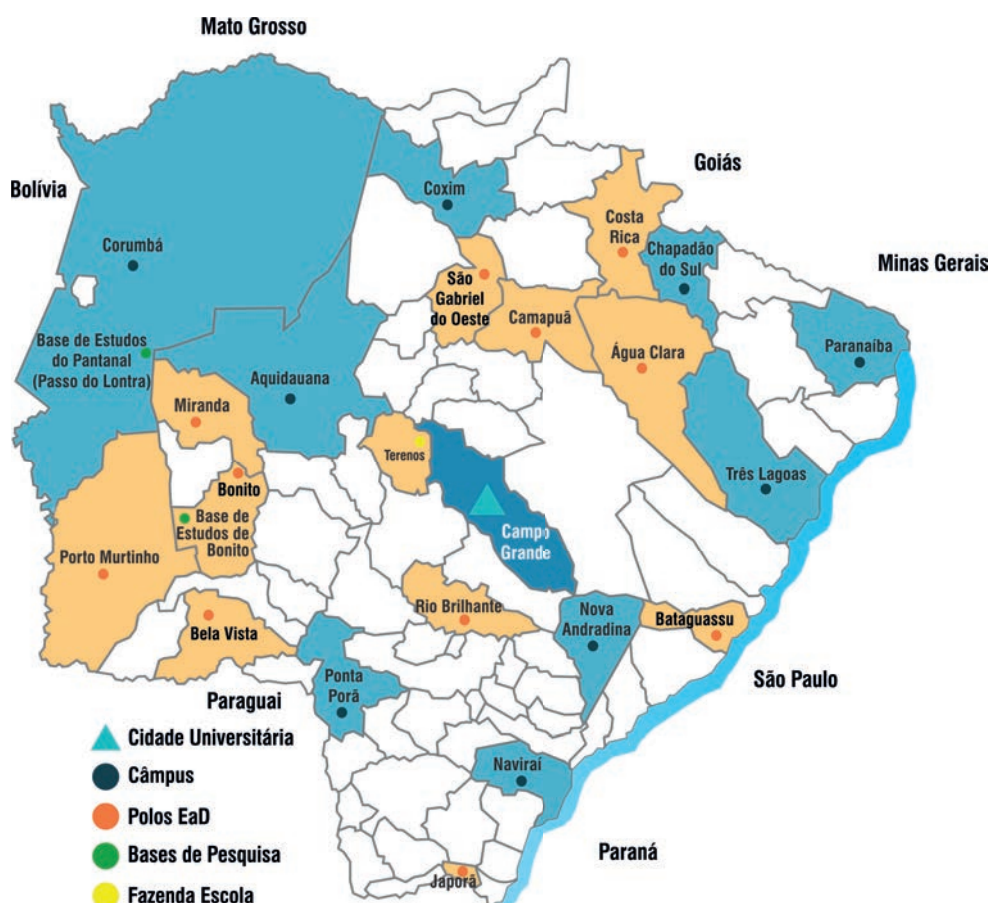 Mato Grosso
Goiás
Bolívia
Coxim
Costa
Rica
Corumbá
Chapadão
do Sul
Minas Gerais
São
Gabriel
do Oeste
Camapuã
Base de Estudos
do Pantanal
(Passo do Lontra)
Água Clara
Paranaíba
Aquidauana
Miranda
Terenos
Bonito
Três Lagoas
Base de
Estudos de
Bonito
Campo
Grande
Porto Murtinho
Rio Brilhante
Nova
Andradina
Bataguassu
Bela Vista
Ponta
Porã
São Paulo
Paraguai
Naviraí
Paraná
Japorã
Cidade Universitária
Câmpus
Polos EaD
Bases de Pesquisa
Fazenda Escola